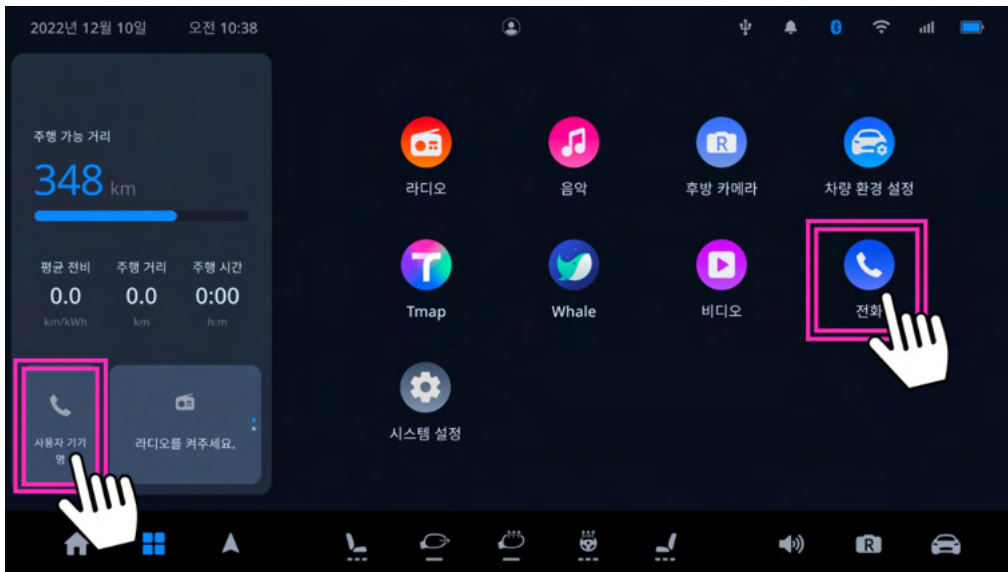 2022년 12월 10일 오전 10:38
주행 가능 거리
348 km
평균 전비 주행 거리 주행 시간
0.0 0.0 0:00
km/kWh km h:m
사용자 기기
명
라디오를 켜주세요.
라디오 음악 R 후방 카메라 차량 환경 설정
Tmap Whale 비디오 전화
시스템 설정
R